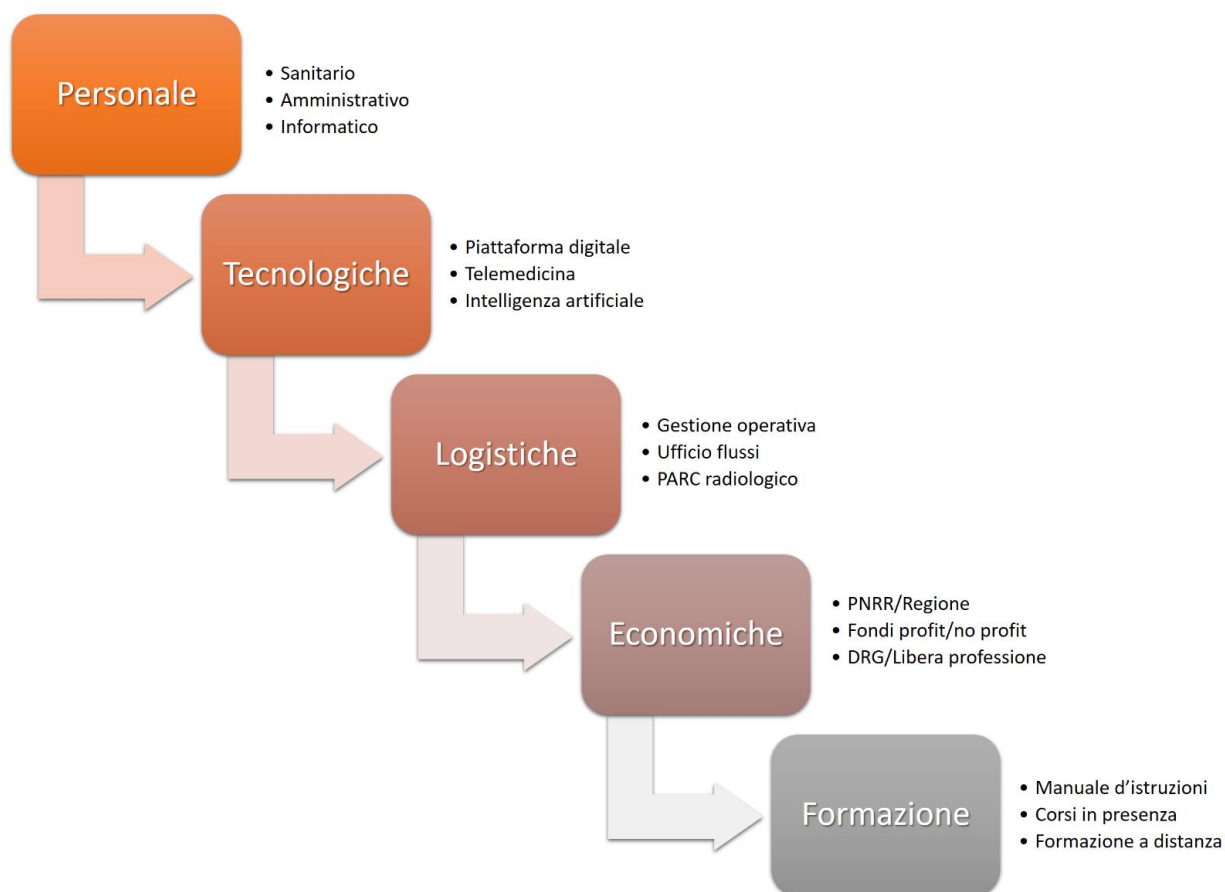 Personale
• Sanitario
• Amministrativo
• Informatico
Tecnologiche
• Piattaforma digitale
• Telemedicina
• Intelligenza artificiale
Logistiche
• Gestione operativa
• Ufficio flussi
• PARC radiologico
Economiche
• PNRR/Regione
• Fondi profit/no profit
• DRG/Libera professione
Formazione
• Manuale d’istruzioni
• Corsi in presenza
• Formazione a distanza